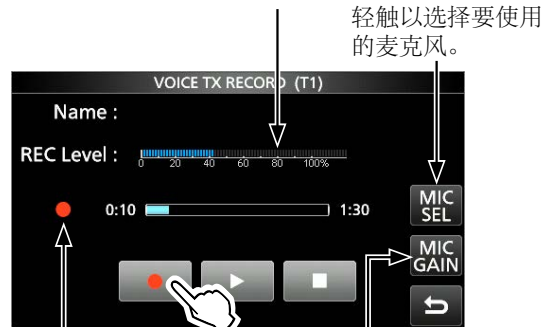 轻触以选择要使用
的麦克风。
VOICE TX RECORD (T1)
Name :
REC Level :
0 20 40 60 80 100%
0:10 1:30
MIC
SEL
MIC
GAIN